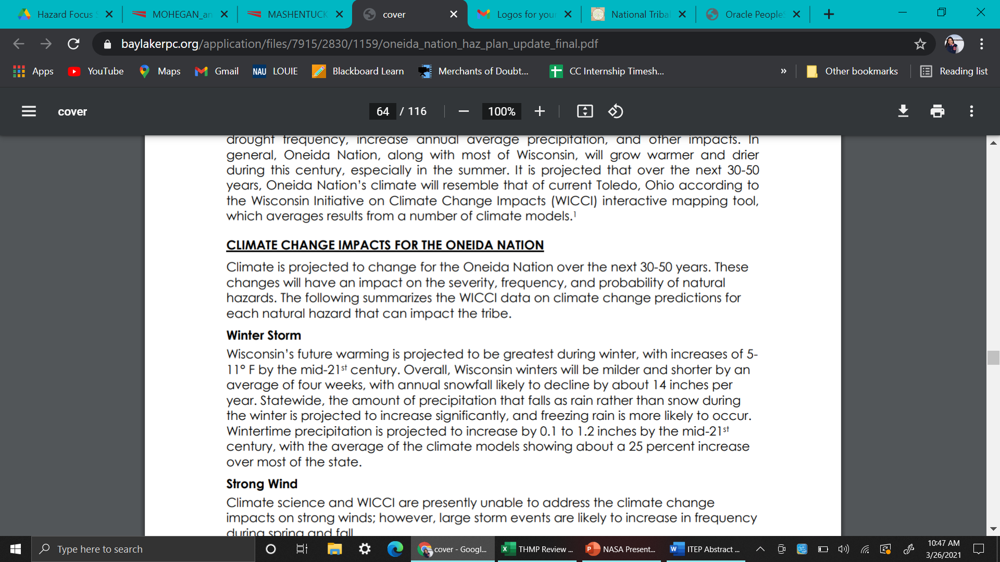 Hazard Focus S
MOHEGAN_an
MASHENTUCK
cover
Logos for your
National Triba
Oracle PeopleS
baylakerpc.org/application/files/7915/2830/1159/oneida_nation_haz_plan_update_final.pdf
Apps
YouTube
Maps
Gmail
NAU LOUIE
Blackboard Learn
Merchants of Doubt...
CC Internship Timesh...
»
Other bookmarks
Reading list
cover
64 / 116
100%
drought frequency, increase annual average precipitation, and other impacts. In
general, Oneida Nation, along with most of Wisconsin, will grow warmer and drier
during this century, especially in the summer. It is projected that over the next 30-50
years, Oneida Nation’s climate will resemble that of current Toledo, Ohio according to
the Wisconsin Initiative on Climate Change Impacts (WICCI) interactive mapping tool,
which averages results from a number of climate models.¹
CLIMATE CHANGE IMPACTS FOR THE ONEIDA NATION
Climate is projected to change for the Oneida Nation over the next 30-50 years. These
changes will have an impact on the severity, frequency, and probability of natural
hazards. The following summarizes the WICCI data on climate change predictions for
each natural hazard that can impact the tribe.
Winter Storm
Wisconsin’s future warming is projected to be greatest during winter, with increases of 5-
11° F by the mid-21st century. Overall, Wisconsin winters will be milder and shorter by an
average of four weeks, with annual snowfall likely to decline by about 14 inches per
year. Statewide, the amount of precipitation that falls as rain rather than snow during
the winter is projected to increase significantly, and freezing rain is more likely to occur.
Wintertime precipitation is projected to increase by 0.1 to 1.2 inches by the mid-21st
century, with the average of the climate models showing about a 25 percent increase
over most of the state.
Strong Wind
Climate science and WICCI are presently unable to address the climate change
impacts on strong winds; however, large storm events are likely to increase in frequency
during spring and fall
Type here to search
cover - Googl...
THMP Review ...
NASA Present...
ITEP Abstract ...
10:47 AM
3/26/2021